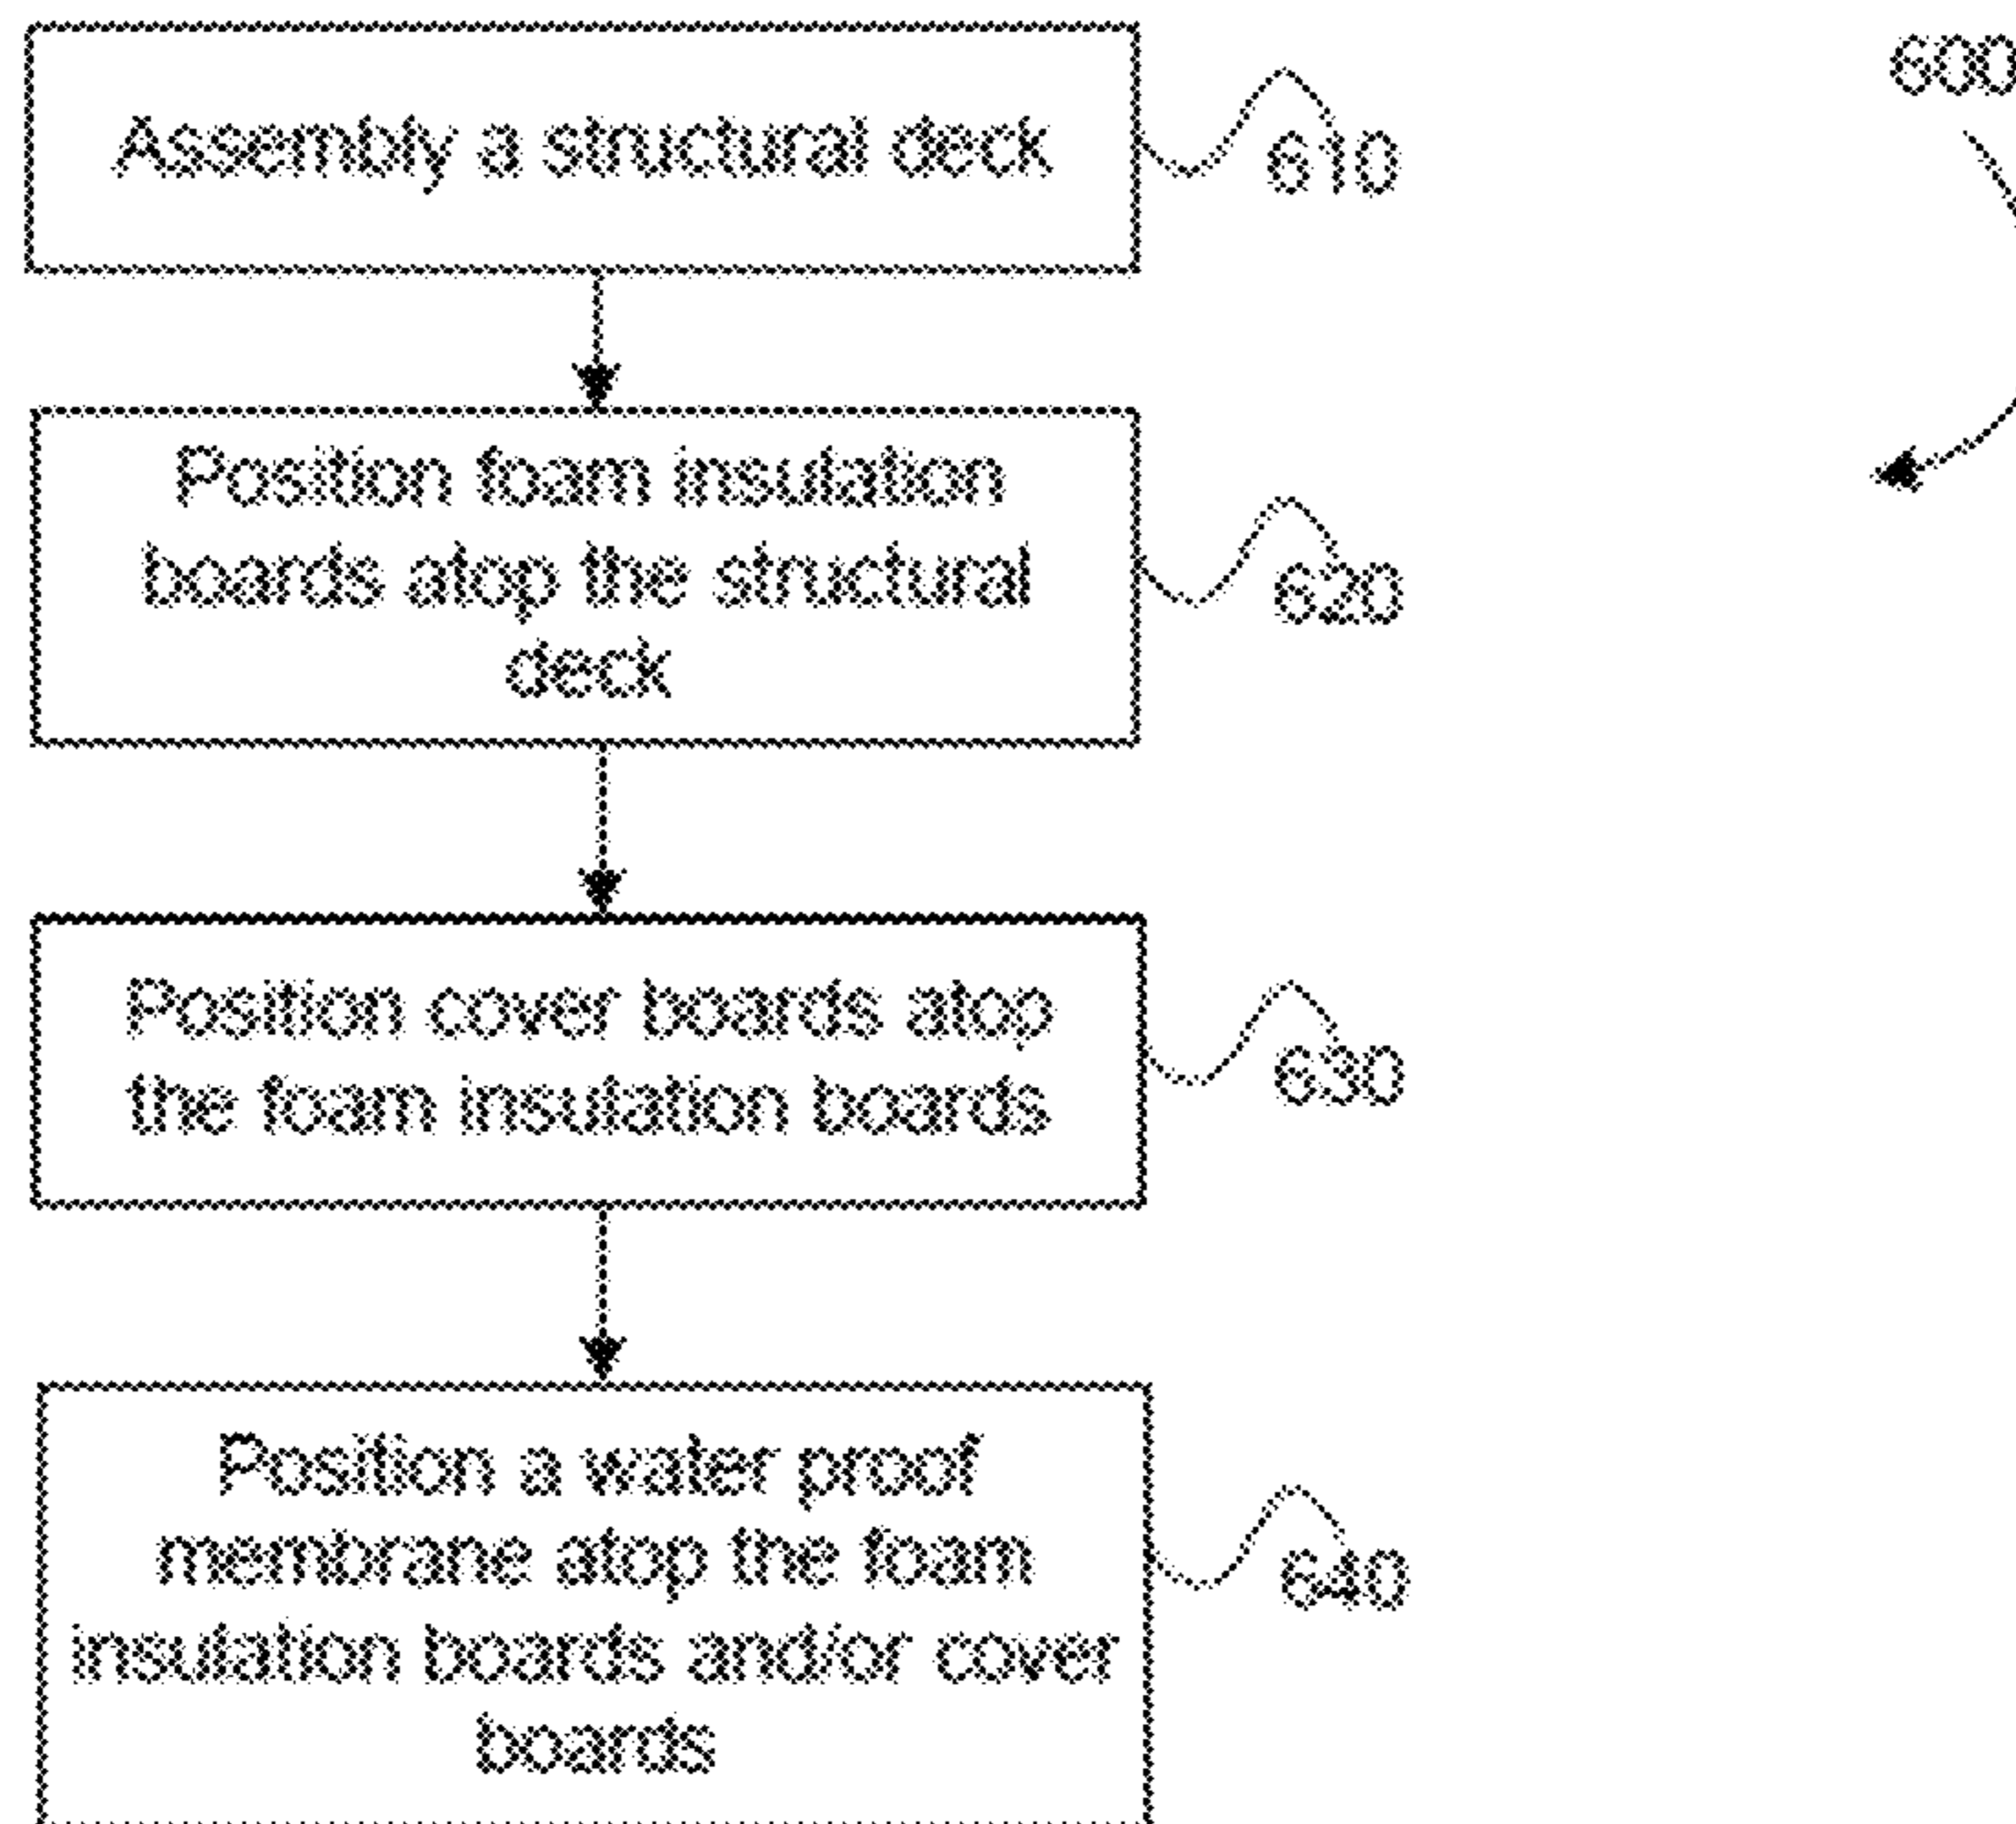 600
Assembly a structural deck
610
Position foam insulation
boards atop the structural
deck
620
Position cover boards atop
the foam insulation boards
630
Position a water proof
membrane atop the foam
insulation boards and/or cover
boards
640